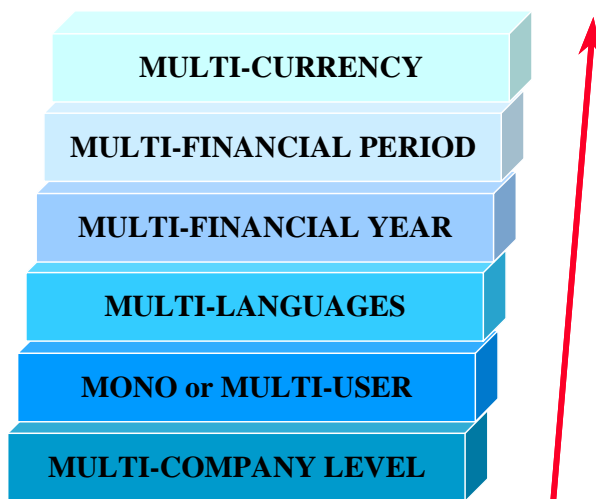 MULTI-CURRENCY
MULTI-FINANCIAL PERIOD
MULTI-FINANCIAL YEAR
MULTI-LANGUAGES
MONO or MULTI-USER
MULTI-COMPANY LEVEL